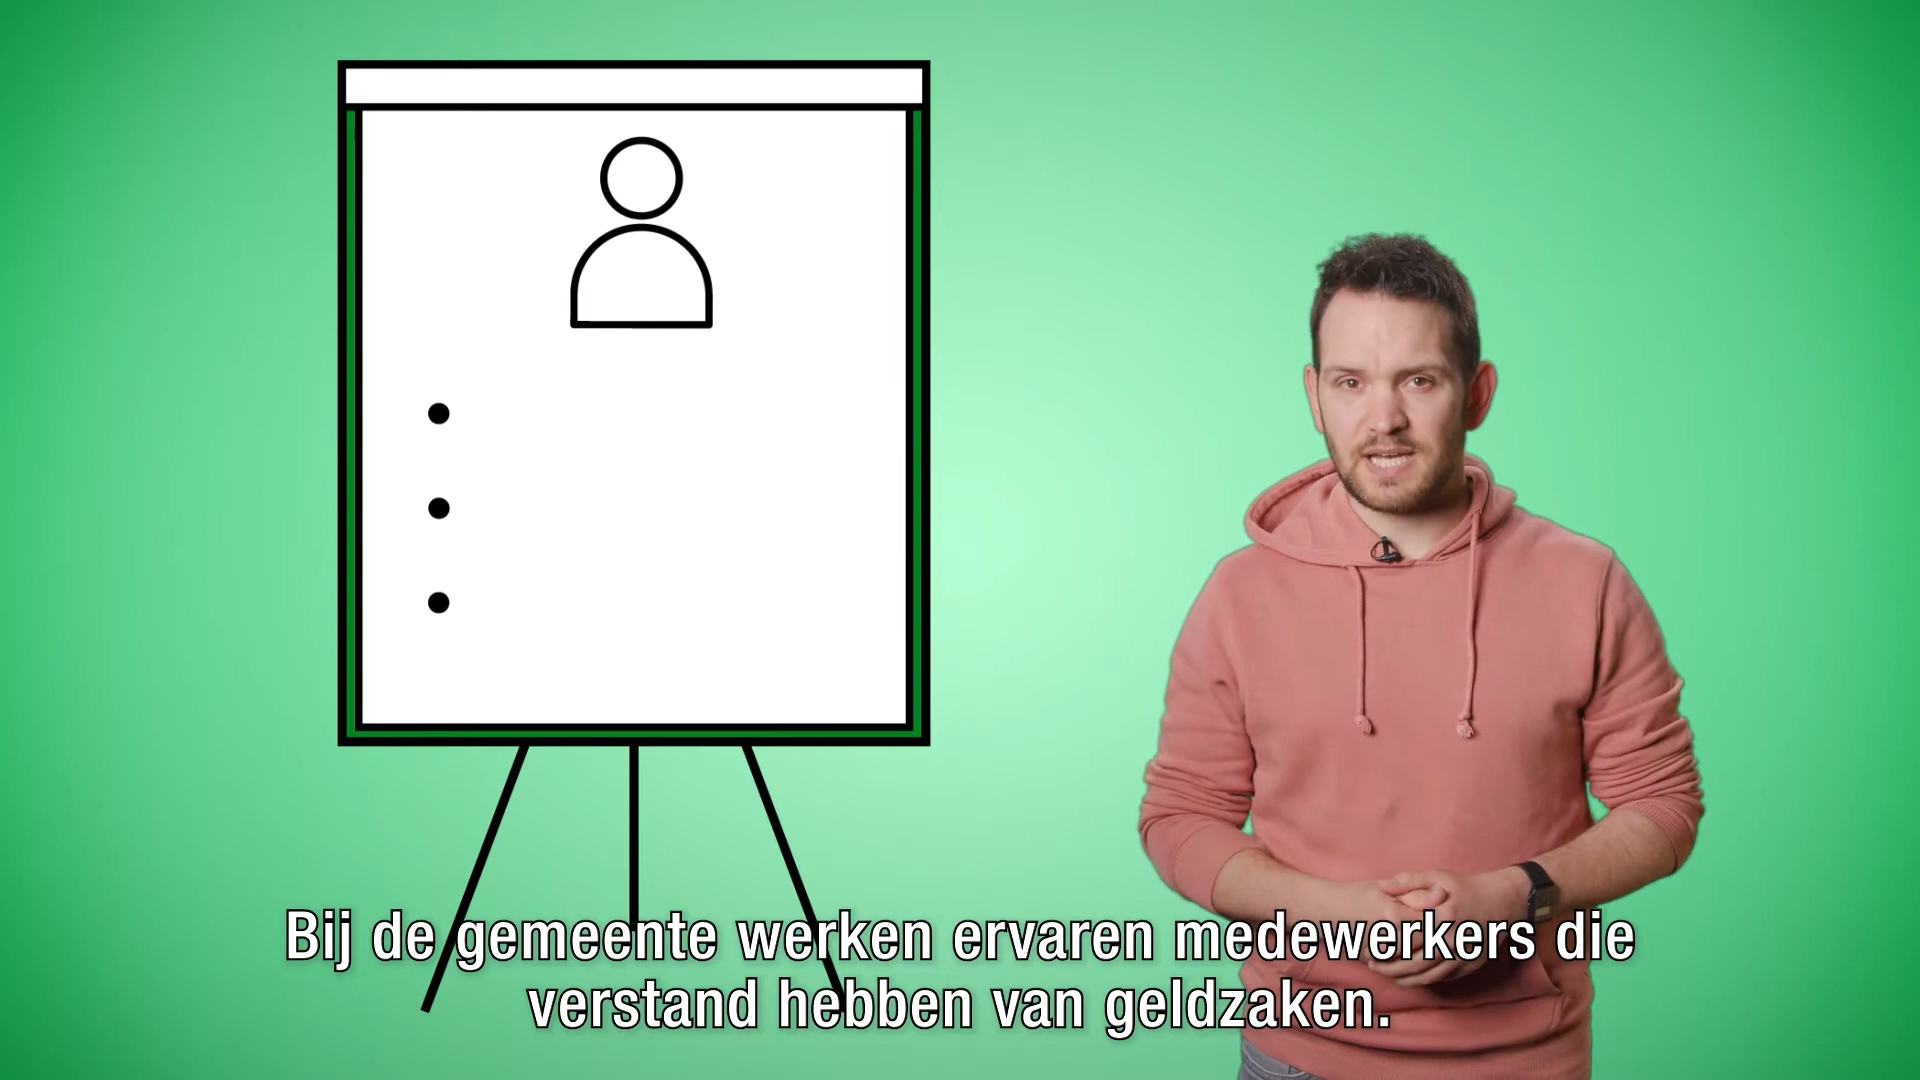 Bij de gemeente werken ervaren medewerkers die
verstand hebben van geldzaken.